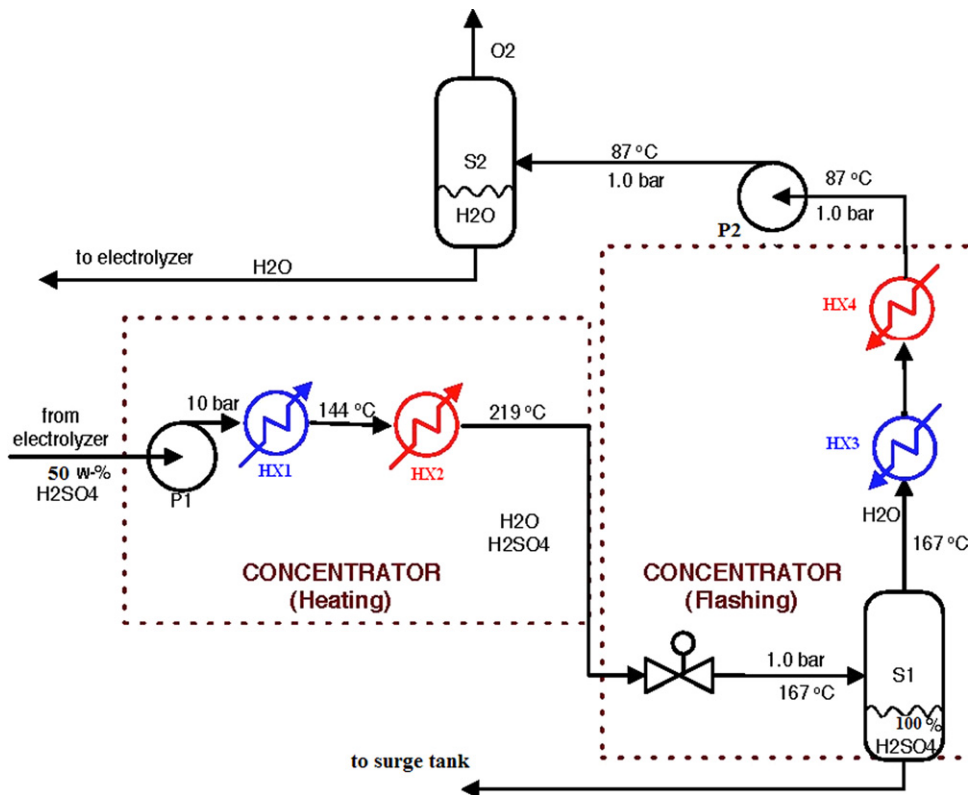 O2
S2
H2O
87 °C
1.0 bar
87 °C
1.0 bar
P2
to electrolyzer
H2O
HX4
from
electrolyzer
50 w-%
H2SO4
P1
10 bar
HX1
144 °C
HX2
219 °C
H2O
H2SO4
CONCENTRATOR
(Heating)
HX3
H2O
167 °C
CONCENTRATOR
(Flashing)
1.0 bar
167 °C
S1
100 %
H2SO4
to surge tank